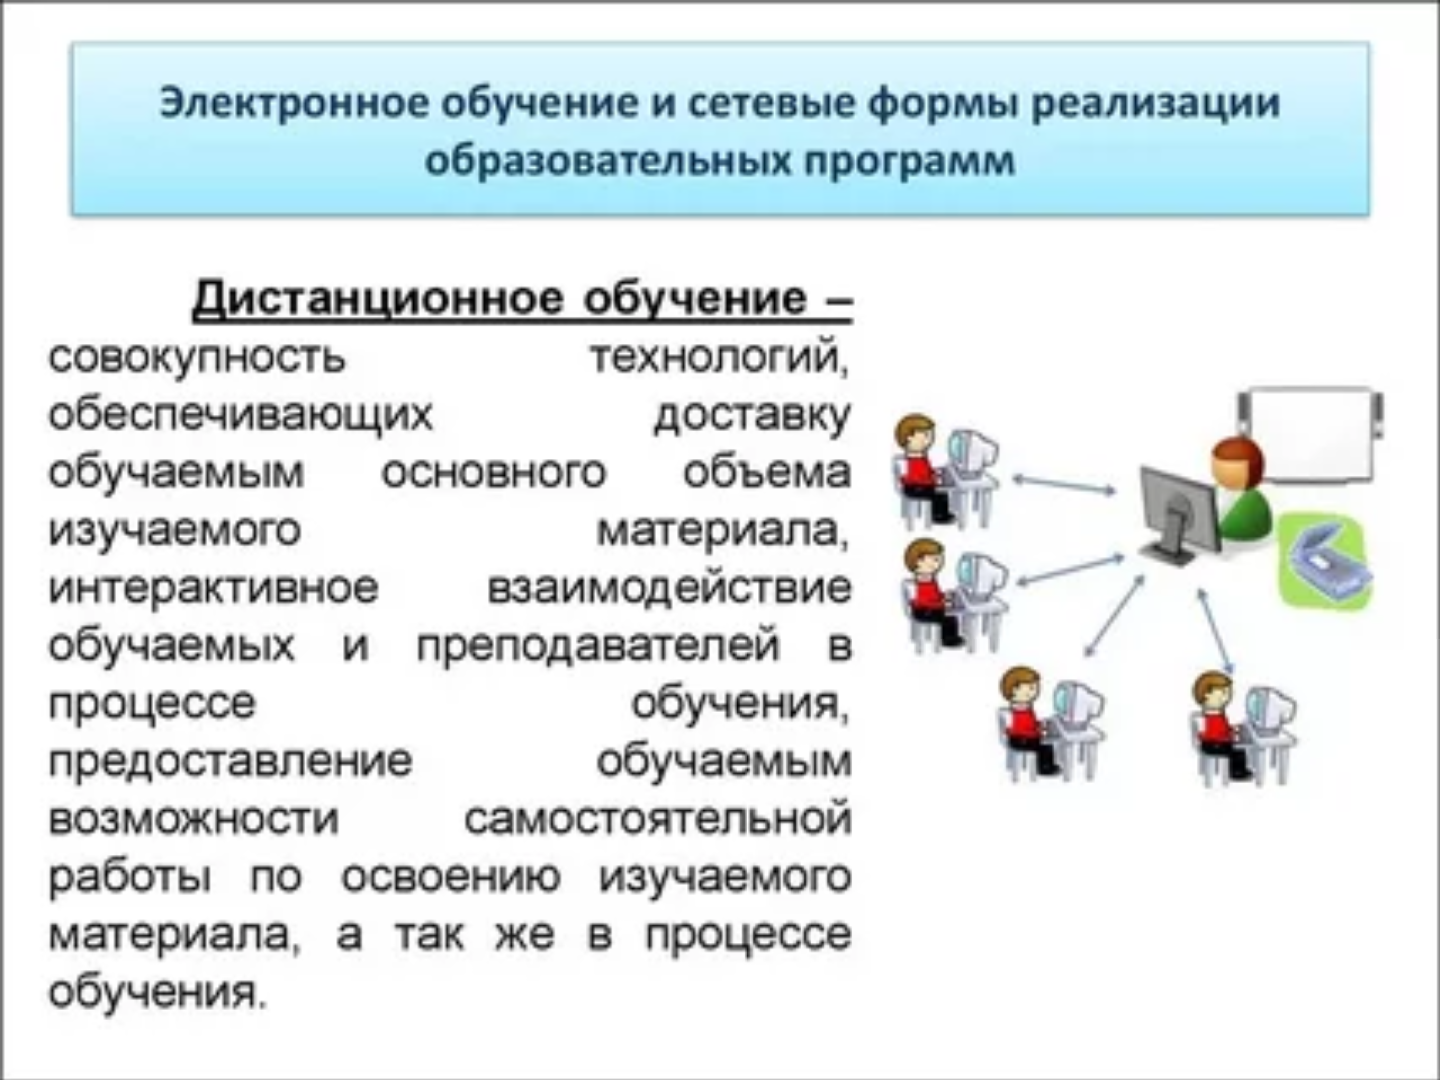 Электронное обучение и сетевые формы реализации
образовательных программ
Дистанционное обучение –
совокупность технологий,
обеспечивающих доставку
обучаемым основного объема
изучаемого материала,
интерактивное взаимодействие
обучаемых и преподавателей в
процессе обучения,
предоставление обучаемым
возможности самостоятельной
работы по освоению изучаемого
материала, а так же в процессе
обучения.